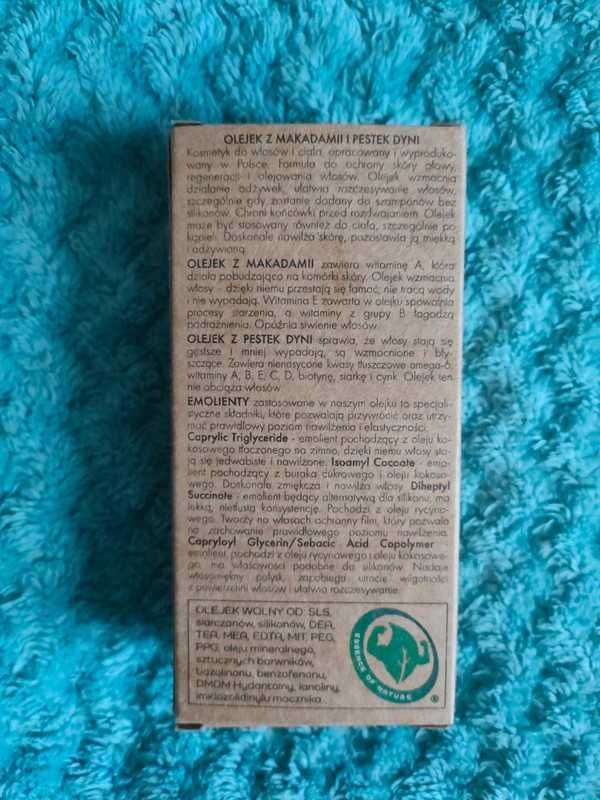 OLEJEK Z MAKADAMII I PESTEK DYNI
Kosmetyk do włosów i ciała, opracowany i wyproduko-
wany w Polsce. Formuła do ochrony skóry głowy,
regeneracji i olejowania włosów. Olejek wzmacnia
działanie odżywek, ułatwia rozczesywanie włosów,
szczególnie gdy zostanie dodany do szamponów bez
silikonów. Chroni końcówki przed rozdwajaniem. Olejek
może być stosowany również do ciała, szczególnie po
kąpieli. Doskonale nawilża skórę, pozostawia ją miękką
i odżywioną.
OLEJEK Z MAKADAMII zawiera witaminę A, która
działa pobudzająco na komórki skóry. Olejek wzmacnia
włosy - dzięki niemu przestają się łamać, nie tracą wody
i nie wypadają. Witamina E zawarta w olejku spowalnia
procesy starzenia, a witaminy z grupy B łagodzą
podrażnienia. Opóźnia siwienie włosów.
OLEJEK Z PESTEK DYNI sprawia, że włosy stają się
gęstsze i mniej wypadają, są wzmocnione i bły-
szczące. Zawiera nienasycone kwasy tłuszczowe omega-6,
witaminy A, B, E, C, D, biotynę, siarkę i cynk. Olejek ten
nie obciąża włosów.
EMOLIENTY zastosowane w naszym olejku to specjali-
styczne składniki, które pozwalają przywrócić oraz utrzy-
mać prawidłowy poziom nawilżenia i elastyczności.
Caprylic Triglyceride - emolient pochodzący z oleju ko-
kosowego tłoczonego na zimno, dzięki niemu włosy sta-
ją się jedwabiste i nawilżone. Isoamyl Cocoate - emo-
lient pochodzący z buraka cukrowego i oleju kokoso-
wego. Doskonale zmiękcza i nawilża włosy. Diheptyl
Succinate - emolient będący alternatywą dla silikonu, ma
lekką, nietłustą konsystencję. Pochodzi z oleju rycyno-
wego. Tworzy na włosach ochronny film, który pozwala
na zachowanie prawidłowego poziomu nawilżenia.
Capryloyl Glycerin/Sebacic Acid Copolymer -
emolient, pochodzi z oleju rycynowego i oleju kokosowe-
go, ma właściwości podobne do silikonów. Nadaje
włosom piękny połysk, zapobiega utracie wilgotności
z powierzchni włosów i ułatwia rozczesywanie.
OLEJEK WOLNY OD: SLS,
siarczanów, silikonów, DEA,
TEA, MEA, EDTA, MIT, PEG,
PPG, oleju mineralnego,
sztucznych barwników,
benzofenonu,
DMDM Hydantoiny, lanoliny,
imidazolidinylu mocznika.
ESSENCE OF NATURE
®